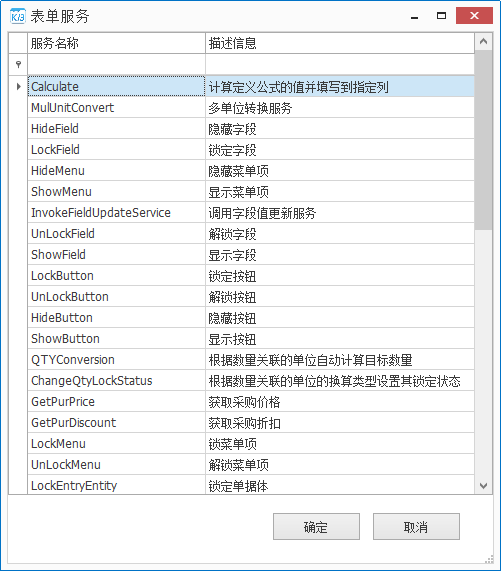 K/3 表单服务
服务名称 描述信息
Calculate 计算定义公式的值并填写到指定列
MulUnitConvert 多单位转换服务
HideField 隐藏字段
LockField 锁定字段
HideMenu 隐藏菜单项
ShowMenu 显示菜单项
InvokeFieldUpdateService 调用字段值更新服务
UnLockField 解锁字段
ShowField 显示字段
LockButton 锁定按钮
UnLockButton 解锁按钮
HideButton 隐藏按钮
ShowButton 显示按钮
QTYConversion 根据数量关联的单位自动计算目标数量
ChangeQtyLockStatus 根据数量关联的单位的换算类型设置其锁定状态
GetPurPrice 获取采购价格
GetPurDiscount 获取采购折扣
LockMenu 锁菜单项
UnLockMenu 解锁菜单项
LockEntryEntity 锁定单据体
确定 取消